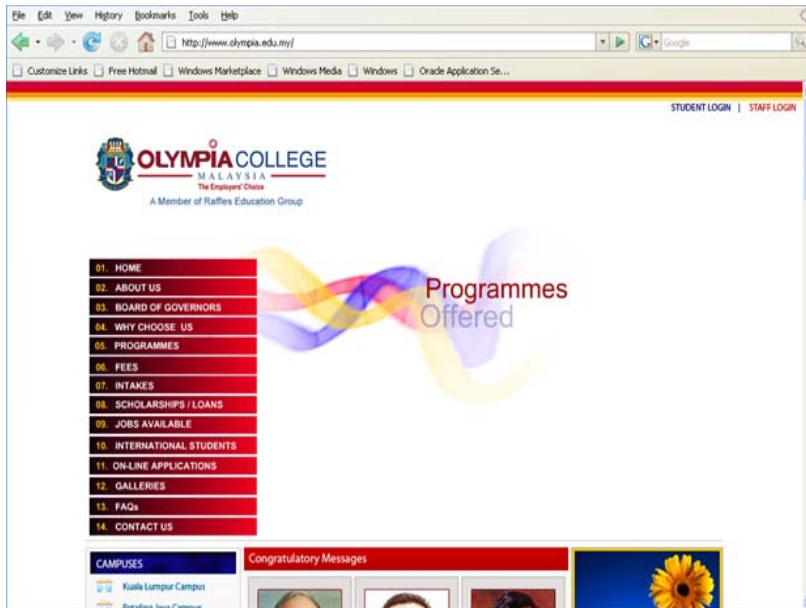 File Edit View History Bookmarks Tools Help
http://www.olympia.edu.my/
G Google
Customize Links Free Hotmail Windows Marketplace Windows Media Windows Oracle Application Se...
STUDENT LOGIN | STAFF LOGIN
OLYMPIA COLLEGE
MALAYSIA
The Employers' Choice
A Member of Raffles Education Group
Programmes
Offered
01. HOME
02. ABOUT US
03. BOARD OF GOVERNORS
04. WHY CHOOSE US
05. PROGRAMMES
06. FEES
07. INTAKES
08. SCHOLARSHIPS / LOANS
09. JOBS AVAILABLE
10. INTERNATIONAL STUDENTS
11. ON-LINE APPLICATIONS
12. GALLERIES
13. FAQs
14. CONTACT US
CAMPUSES
Kuala Lumpur Campus
Petaling Jaya Campus
Congratulatory Messages